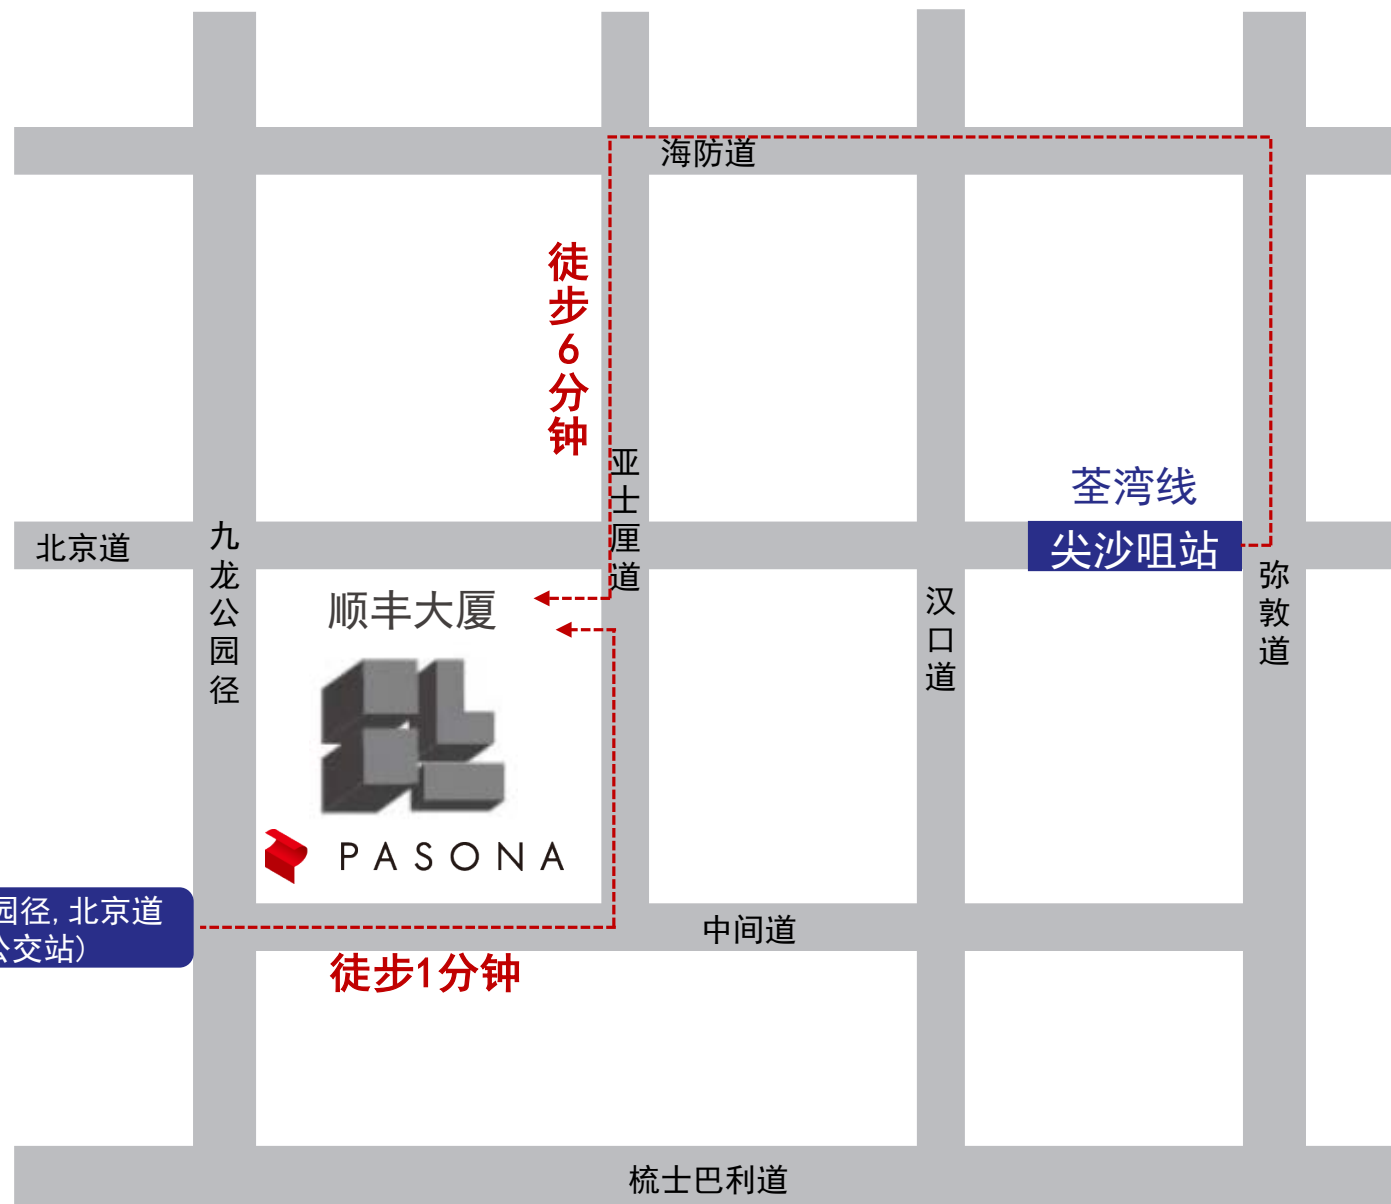 海防道
徒步6分钟
亚士厘道
荃湾线
尖沙咀站
北京道
九龙公园径
弥敦道
汉口道
顺丰大厦
PASONA
园径,北京道
公交站)
中间道
徒步1分钟
梳士巴利道